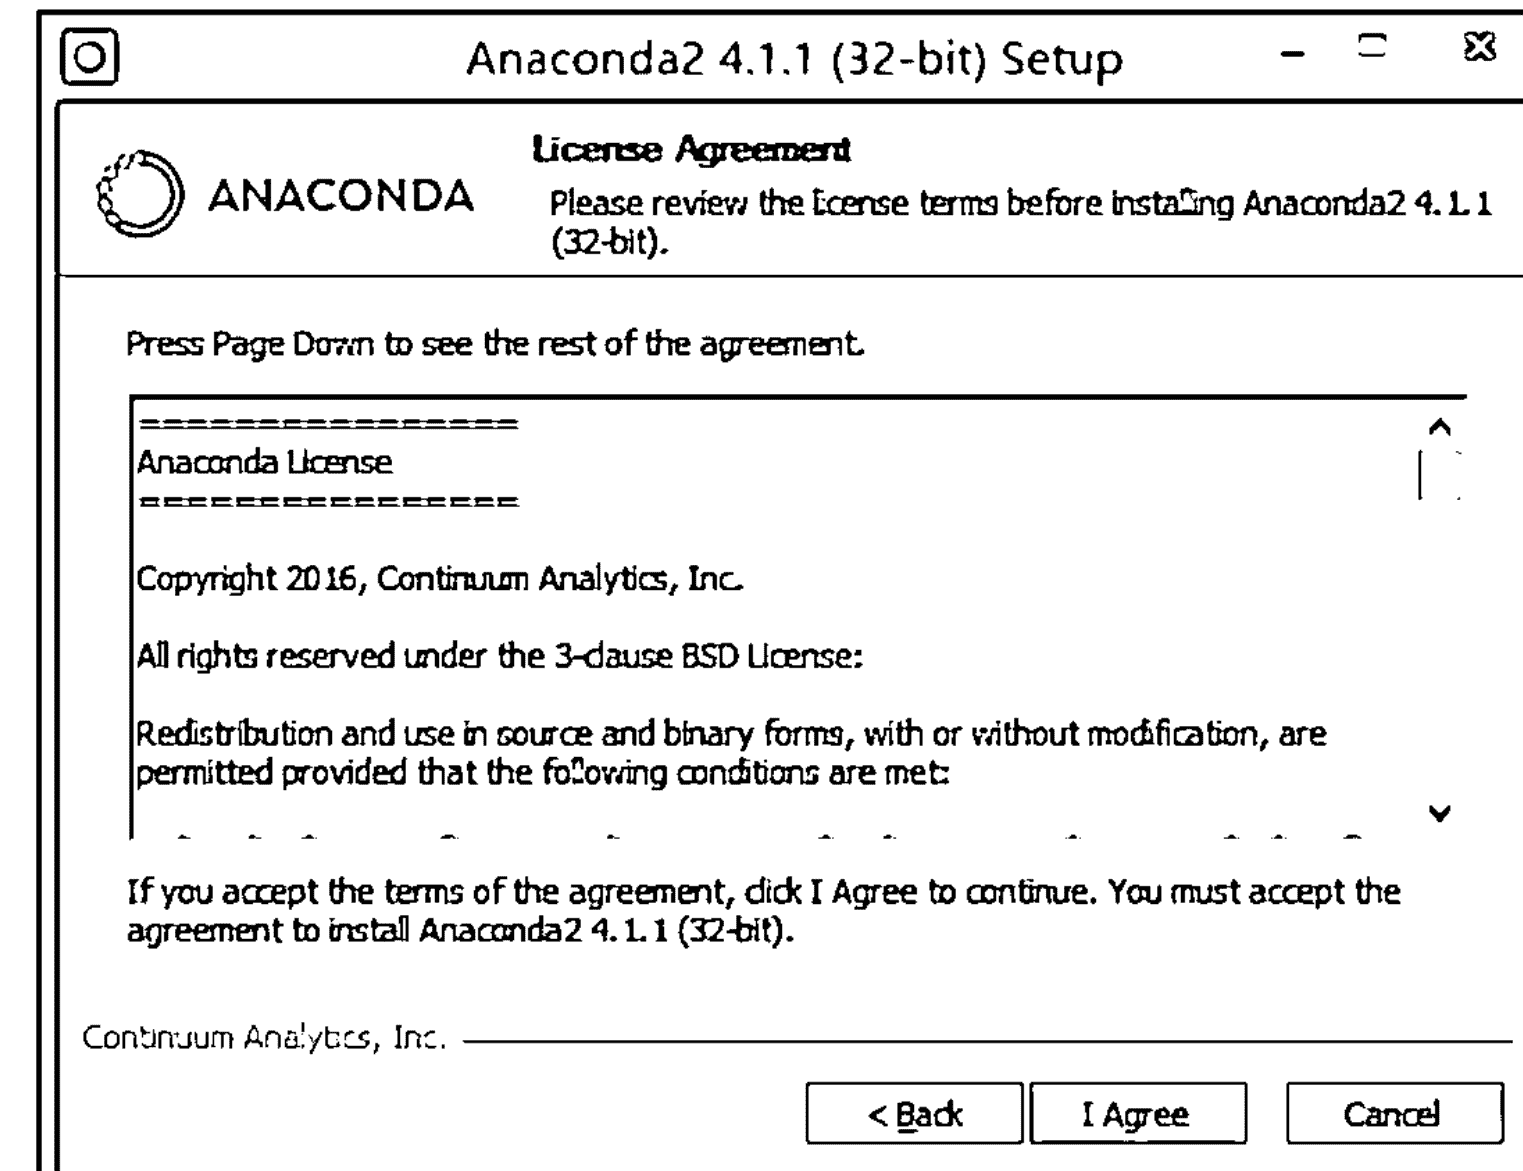 Anaconda2 4.1.1 (32-bit) Setup
ANACONDA
License Agreement
Please review the license terms before installing Anaconda2 4.1.1
(32-bit).
Press Page Down to see the rest of the agreement.
================
Anaconda License
================
Copyright 2016, Continuum Analytics, Inc.
All rights reserved under the 3-clause BSD License:
Redistribution and use in source and binary forms, with or without modification, are
permitted provided that the following conditions are met:
If you accept the terms of the agreement, click I Agree to continue. You must accept the
agreement to install Anaconda2 4.1.1 (32-bit).
Continuum Analytics, Inc.
< Back
I Agree
Cancel